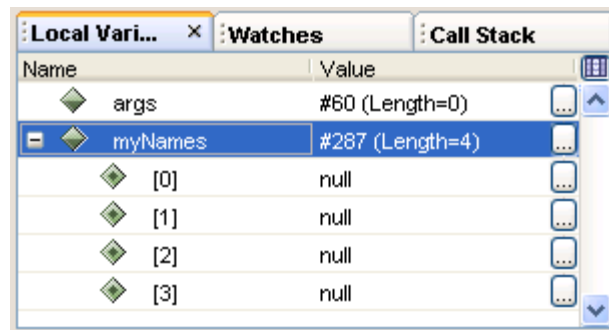 Local Vari... × Watches Call Stack
Name Value
args #60 (Length=0) ...
myNames #287 (Length=4) ...
[0] null ...
[1] null ...
[2] null ...
[3] null ...